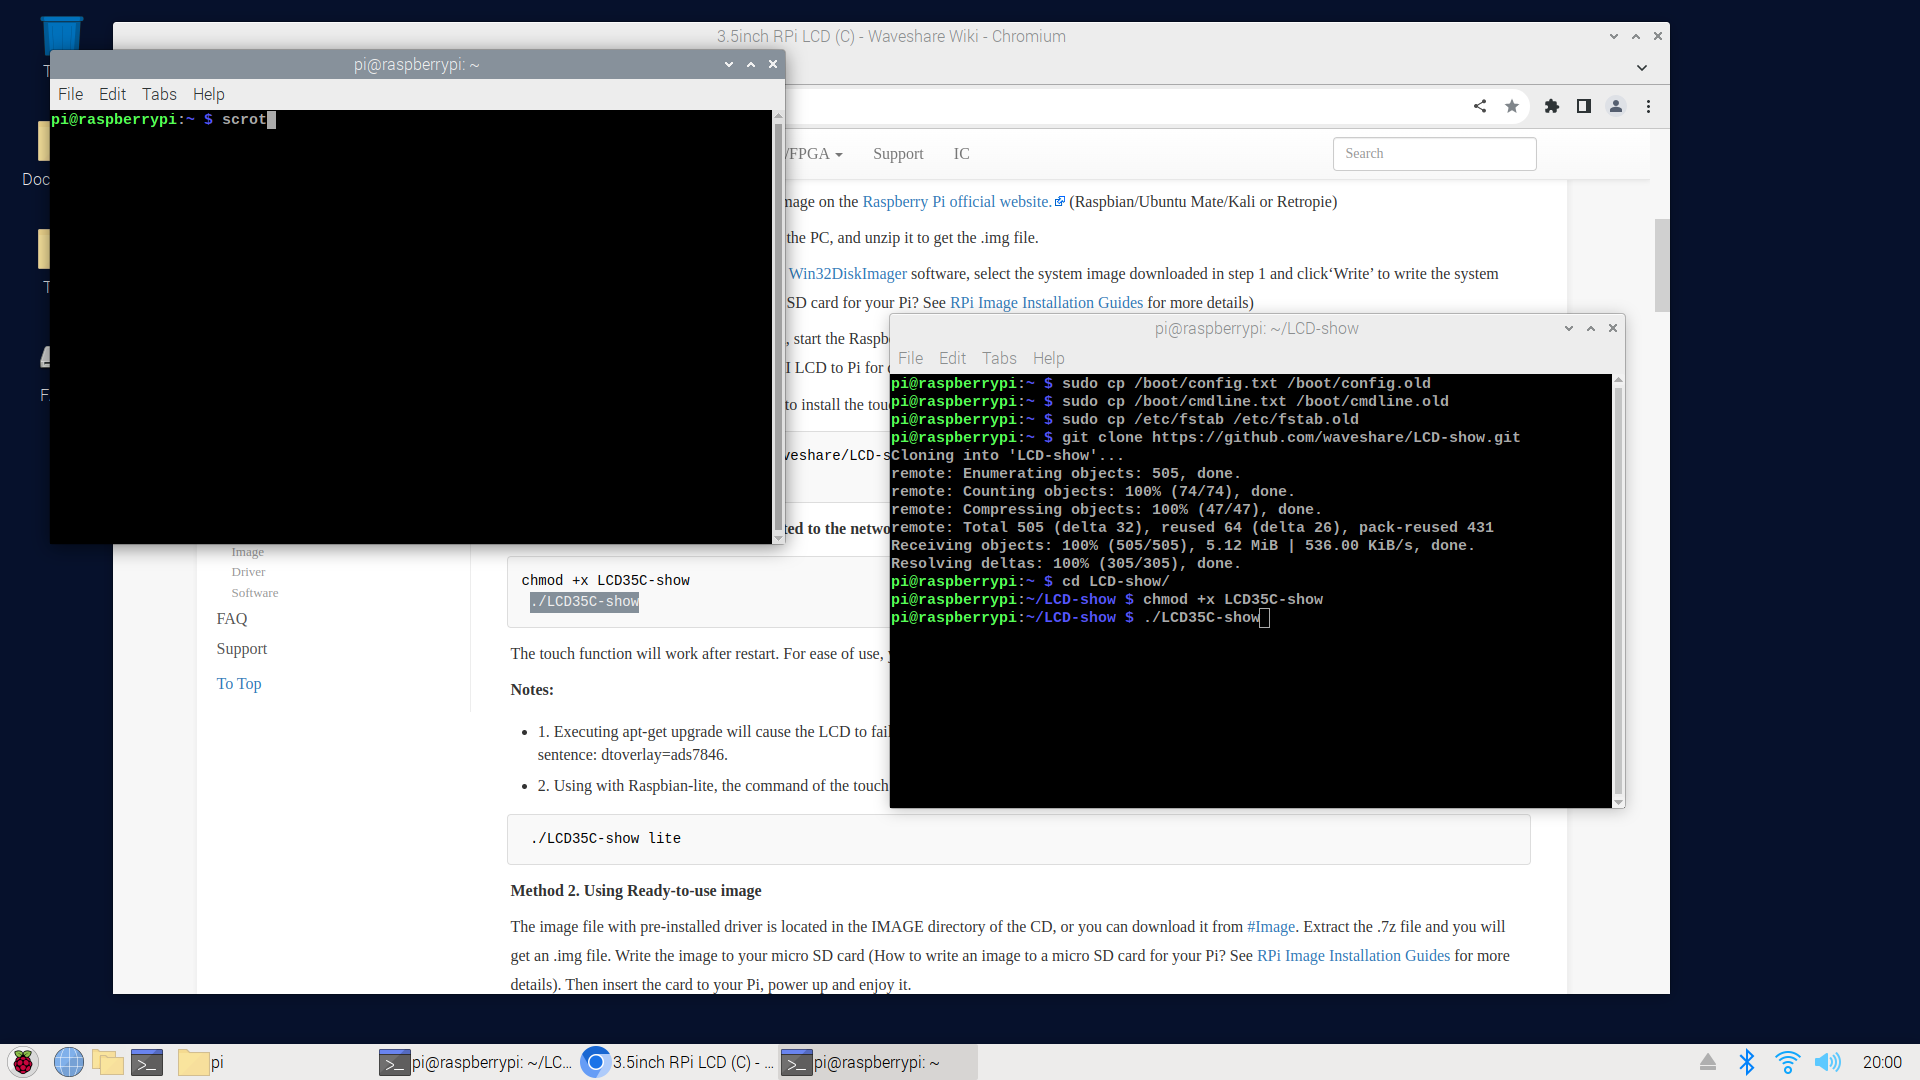 3.5inch RPi LCD (C) - Waveshare Wiki - Chromium
pi@raspberrypi: ~
File Edit Tabs Help
pi@raspberrypi:~ $ scrot
/FPGA Support IC
Search
mage on the Raspberry Pi official website. (Raspbian/Ubuntu Mate/Kali or Retropie)
the PC, and unzip it to get the .img file.
Win32DiskImager software, select the system image downloaded in step 1 and click‘Write’ to write the system
SD card for your Pi? See RPi Image Installation Guides for more details)
, start the Raspb
I LCD to Pi for
to install the tou
veshare/LCD-s
ted to the netwo
pi@raspberrypi: ~/LCD-show
File Edit Tabs Help
pi@raspberrypi:~ $ sudo cp /boot/config.txt /boot/config.old
pi@raspberrypi:~ $ sudo cp /boot/cmdline.txt /boot/cmdline.old
pi@raspberrypi:~ $ sudo cp /etc/fstab /etc/fstab.old
pi@raspberrypi:~ $ git clone https://github.com/waveshare/LCD-show.git
Cloning into 'LCD-show'...
remote: Enumerating objects: 505, done.
remote: Counting objects: 100% (74/74), done.
remote: Compressing objects: 100% (47/47), done.
remote: Total 505 (delta 32), reused 64 (delta 26), pack-reused 431
Receiving objects: 100% (505/505), 5.12 MiB | 536.00 KiB/s, done.
Resolving deltas: 100% (305/305), done.
pi@raspberrypi:~ $ cd LCD-show/
pi@raspberrypi:~/LCD-show $ chmod +x LCD35C-show
pi@raspberrypi:~/LCD-show $ ./LCD35C-show
Doc
Image
Driver
Software
FAQ
Support
To Top
chmod +x LCD35C-show
./LCD35C-show
The touch function will work after restart. For ease of use,
Notes:
1. Executing apt-get upgrade will cause the LCD to fail
sentence: dtoverlay=ads7846.
2. Using with Raspbian-lite, the command of the touch
./LCD35C-show lite
Method 2. Using Ready-to-use image
The image file with pre-installed driver is located in the IMAGE directory of the CD, or you can download it from #Image. Extract the .7z file and you will
get an .img file. Write the image to your micro SD card (How to write an image to a micro SD card for your Pi? See RPi Image Installation Guides for more
details). Then insert the card to your Pi, power up and enjoy it.
pi
pi@raspberrypi: ~/LC...
3.5inch RPi LCD (C) - ...
pi@raspberrypi: ~
20:00